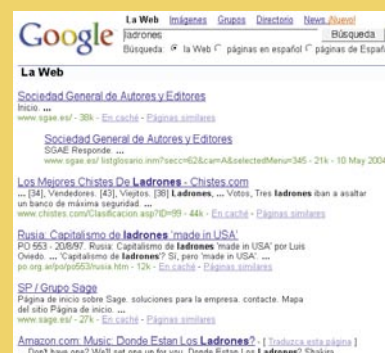 Google
La Web Imágenes Grupos Directorio News ¡Nuevo!
ladrones
Búsqueda
Búsqueda: la Web páginas en español páginas de Españ
La Web
Sociedad General de Autores y Editores
Inicio. ...
www.sgae.es/ - 38k - En caché - Páginas similares
Sociedad General de Autores y Editores
SGAE Responde. ...
www.sgae.es/ listglosario.inm?secc=62&cam=A&selectedMenu=345 - 21k - 10 May 2004
Los Mejores Chistes De Ladrones - Chistes.com
... [34], Vendedores. [43], Viejitos. [38] Ladrones, ... Votos, Tres ladrones iban a asaltar
un banco de máxima seguridad. ...
www.chistes.com/Clasificacion.asp?ID=99 - 44k - En caché - Páginas similares
Rusia: Capitalismo de ladrones 'made in USA'
PO 553 - 20/8/97. Rusia: Capitalismo de ladrones 'made in USA' por Luis
Oviedo. ... 'Capitalismo de ladrones'? Sí, pero 'made in USA'. ...
po.org.ar/po/po553/rusia.htm - 12k - En caché - Páginas similares
SP / Grupo Sage
Página de inicio sobre Sage. soluciones para la empresa. contacte. Mapa
del sitio Página de inicio. ...
www.sage.es/ - 27k - En caché - Páginas similares
Amazon.com: Music: Donde Estan Los Ladrones? - [ Traduzca esta página ]
Don't have one? We'll set one up for you. Donde Estan Los Ladrones? Shakira